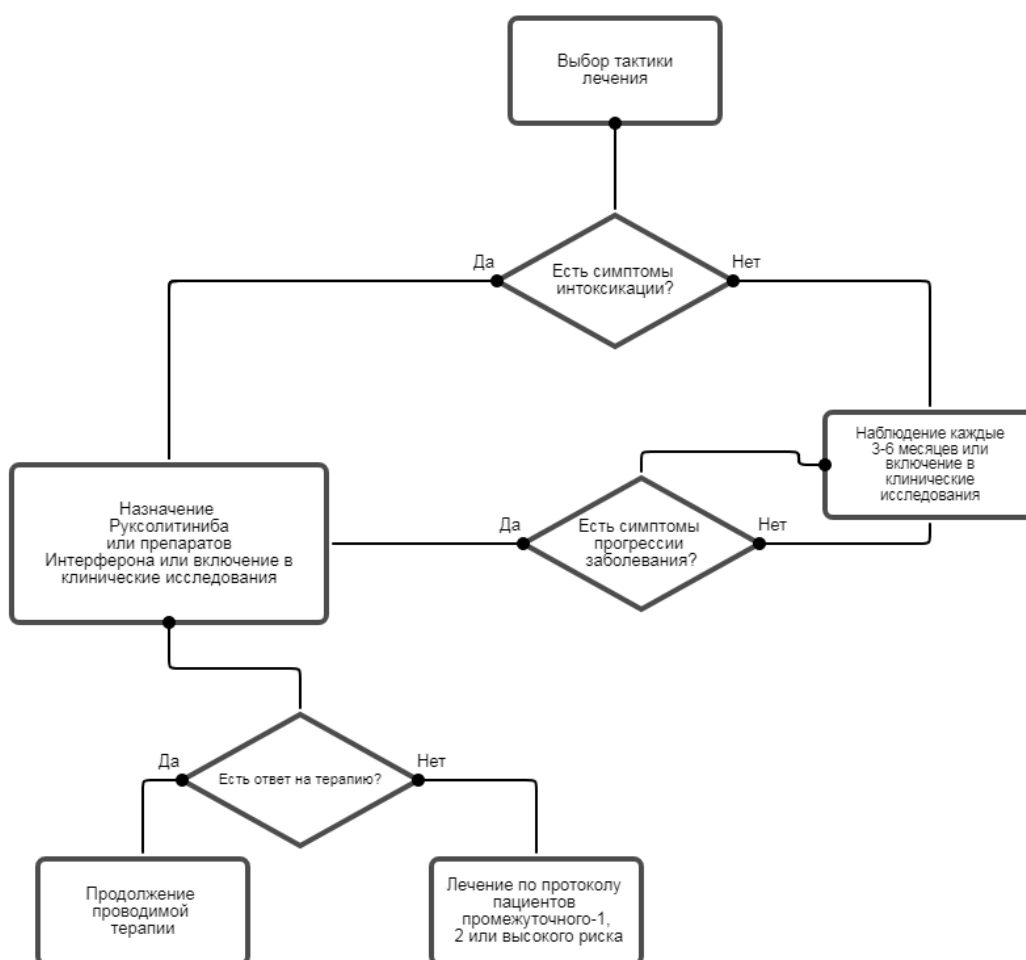 Выбор тактики
лечения
Да
Есть симптомы
интоксикации?
Нет
Наблюдение каждые
3-6 месяцев или
включение в
клинические
исследования
Назначение
Руксолитиниба
или препаратов
Интерферона или включение в
клинические исследования
Да
Есть симптомы
прогрессии
заболевания?
Нет
Да
Есть ответ на терапию?
Нет
Продолжение
проводимой
терапии
Лечение по протоколу
пациентов
промежуточного-1,
2 или высокого риска